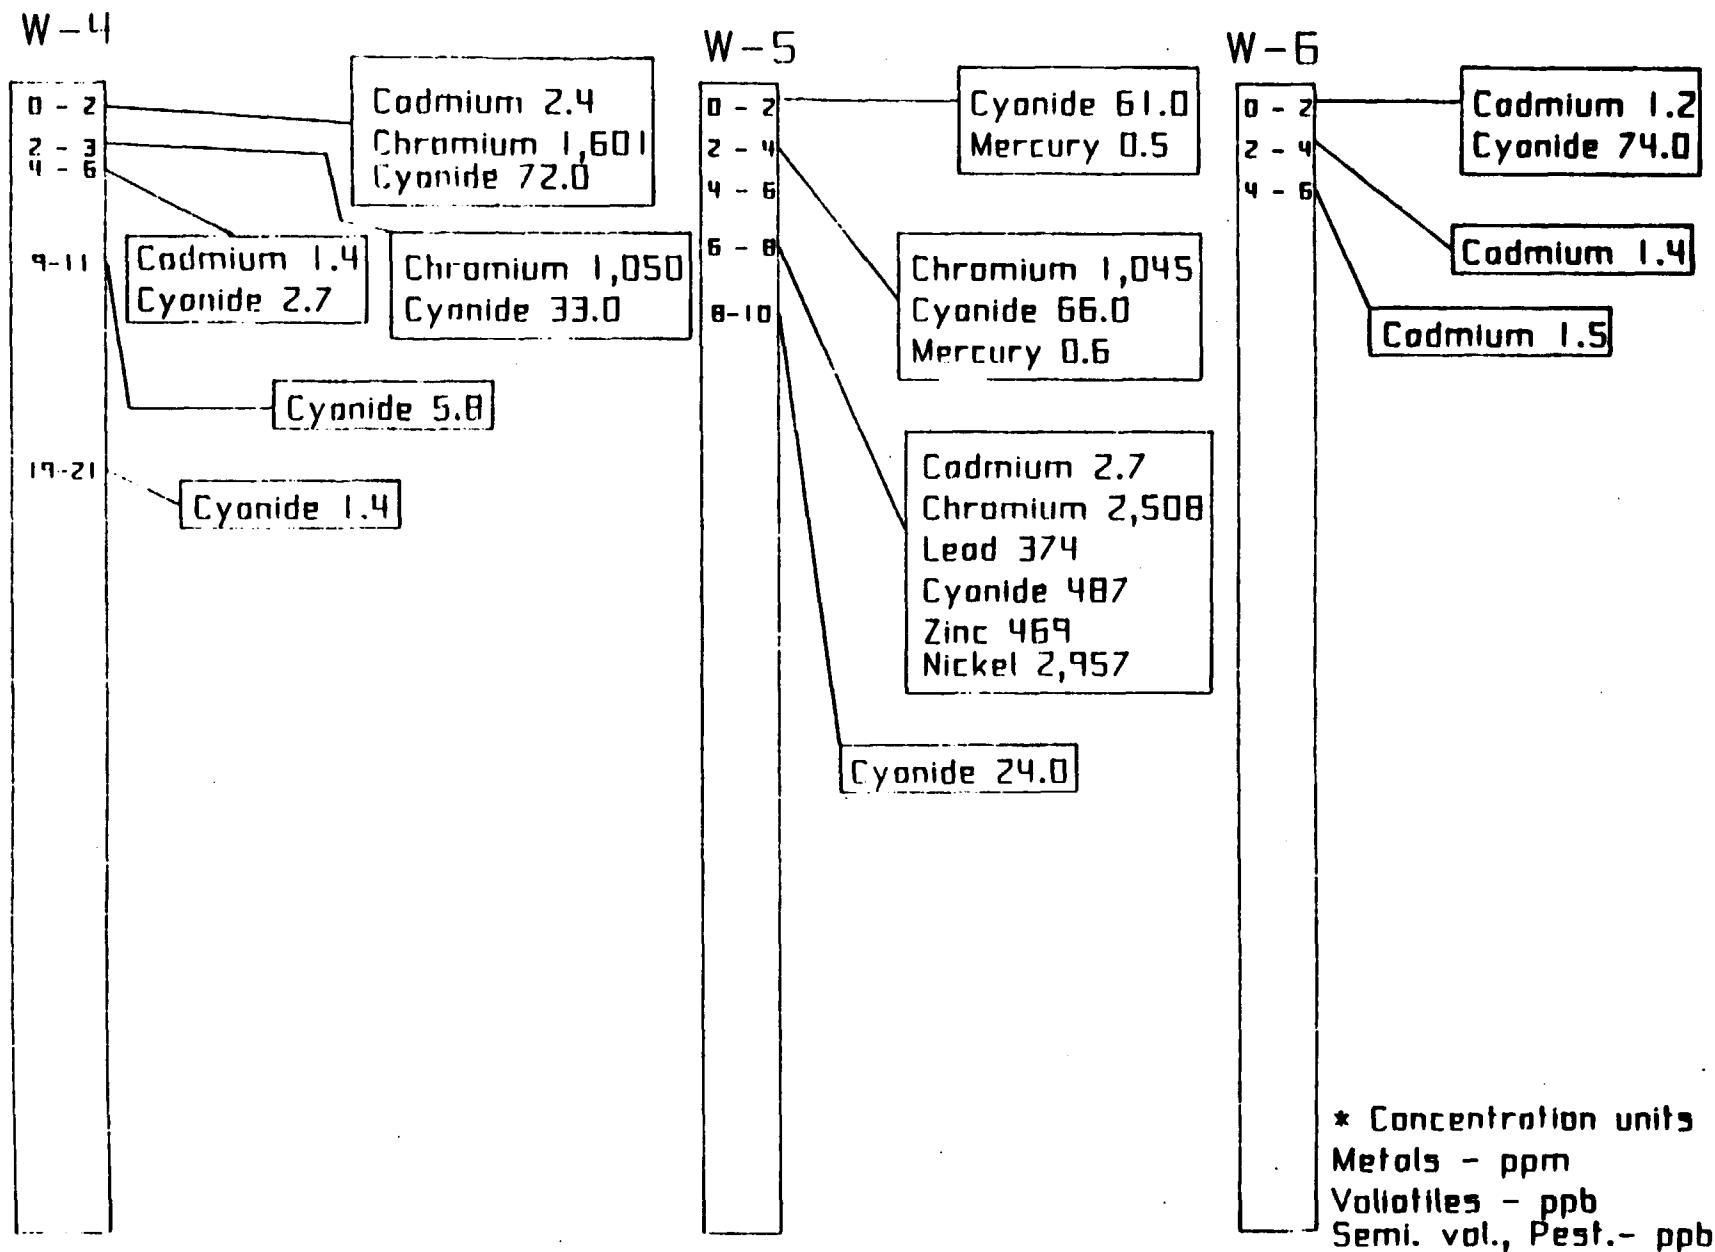 W-4
0 - 2
2 - 3
4 - 6
9-11
19-21
Cadmium 2.4
Chromium 1,601
Cyanide 72.0
Chromium 1,050
Cyanide 33.0
Cadmium 1.4
Cyanide 2.7
Cyanide 5.8
Cyanide 1.4
W-5
0 - 2
2 - 4
4 - 6
6 - 8
8-10
Cyanide 61.0
Mercury 0.5
Chromium 1,045
Cyanide 66.0
Mercury 0.6
Cadmium 2.7
Chromium 2,508
Lead 374
Cyanide 487
Zinc 469
Nickel 2,957
Cyanide 24.0
W-6
0 - 2
2 - 4
4 - 6
Cadmium 1.2
Cyanide 74.0
Cadmium 1.4
Cadmium 1.5
* Concentration units
Metals - ppm
Valiatiles - ppb
Semi. vol., Pest.- ppb